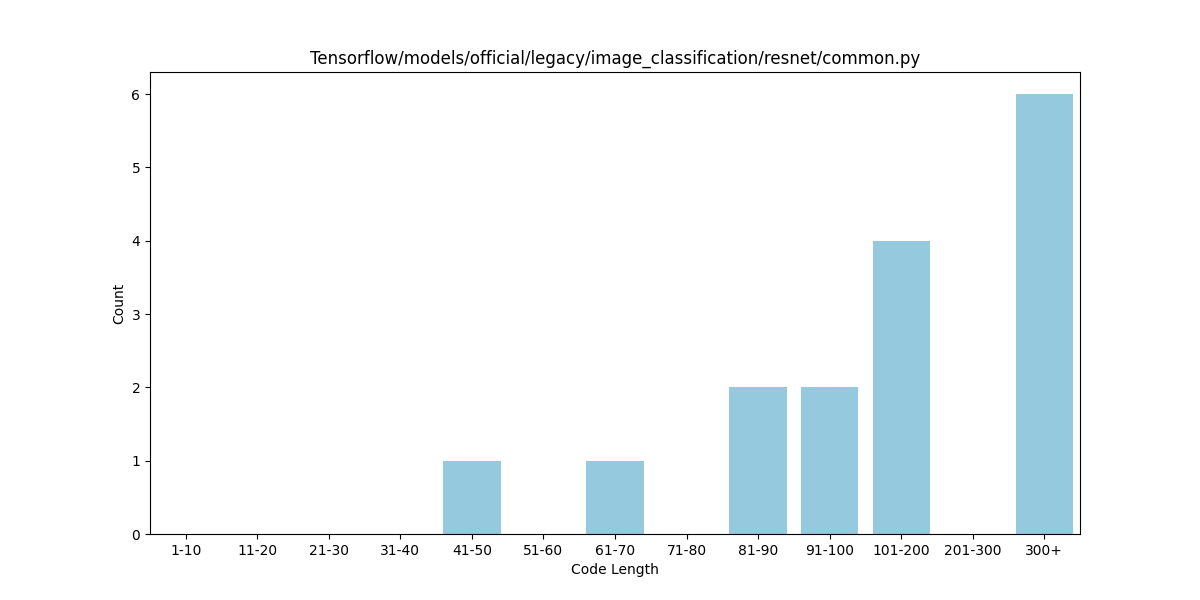 Tensorflow/models/official/legacy/image_classification/resnet/common.py
6
5
4
3
2
1
0
Count
1-10 11-20 21-30 31-40 41-50 51-60 61-70 71-80 81-90 91-100 101-200 201-300 300+
Code Length